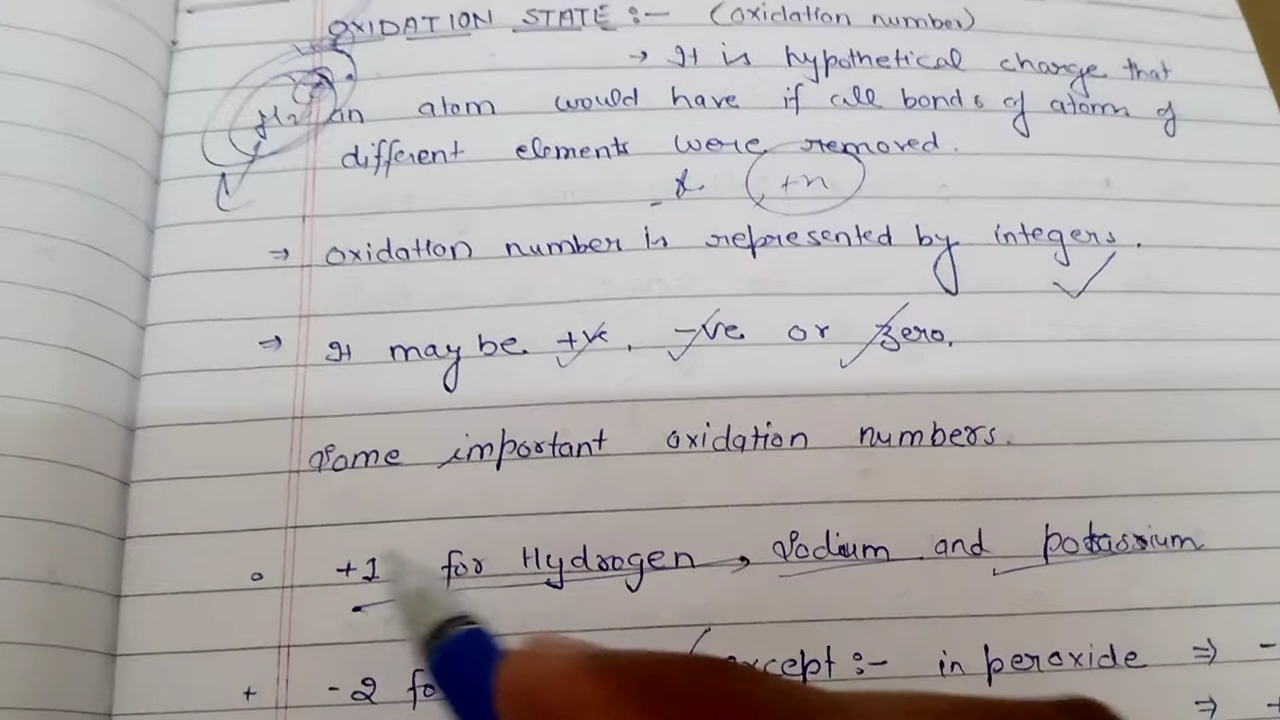 OXIDATION STATE :- (oxidation number)
→ It is hypothetical charge that
H2 an atom would have if all bonds of atom of
different elements were removed.
+n
⇒ oxidation number is represented by integers.
⇒ It may be +ve, -ve or zero.
Some important oxidation numbers.
+1 for Hydrogen, Sodium and potassium
+ -2 fo except :- in peroxide ⇒ -
⇒